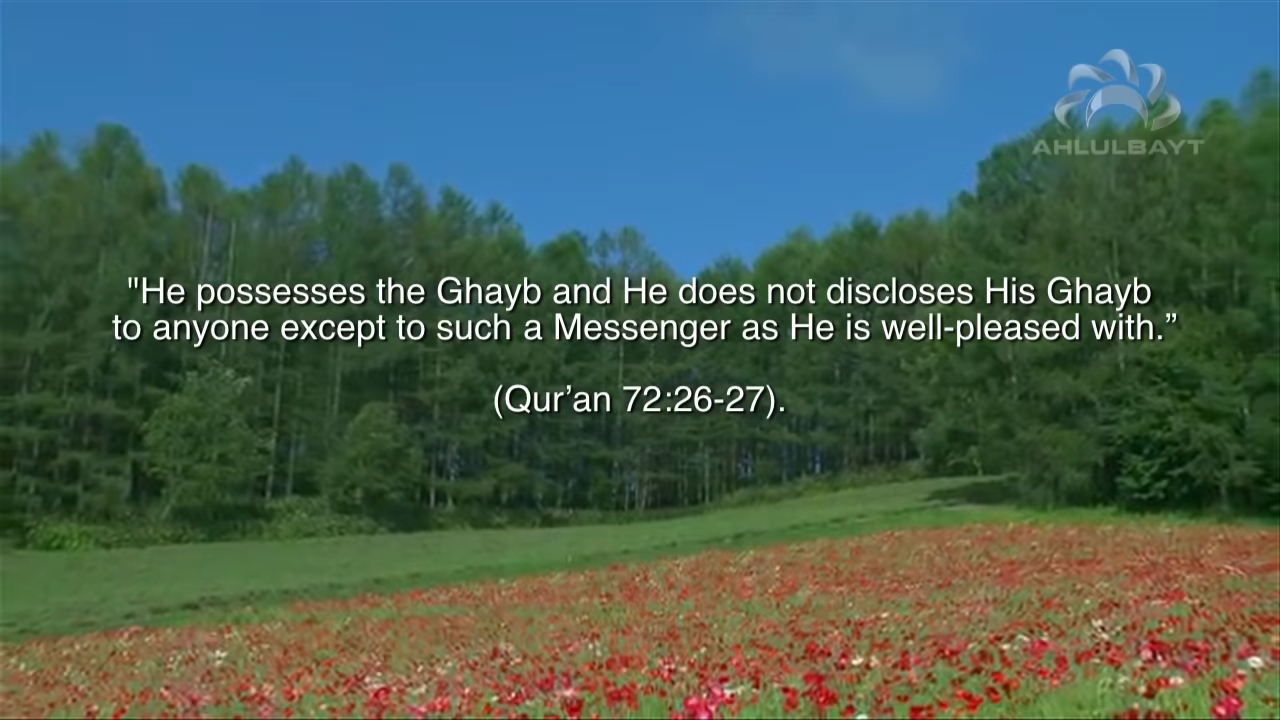 AHLULBAYT
"He possesses the Ghayb and He does not discloses His Ghayb
to anyone except to such a Messenger as He is well-pleased with.”
(Qur’an 72:26-27).